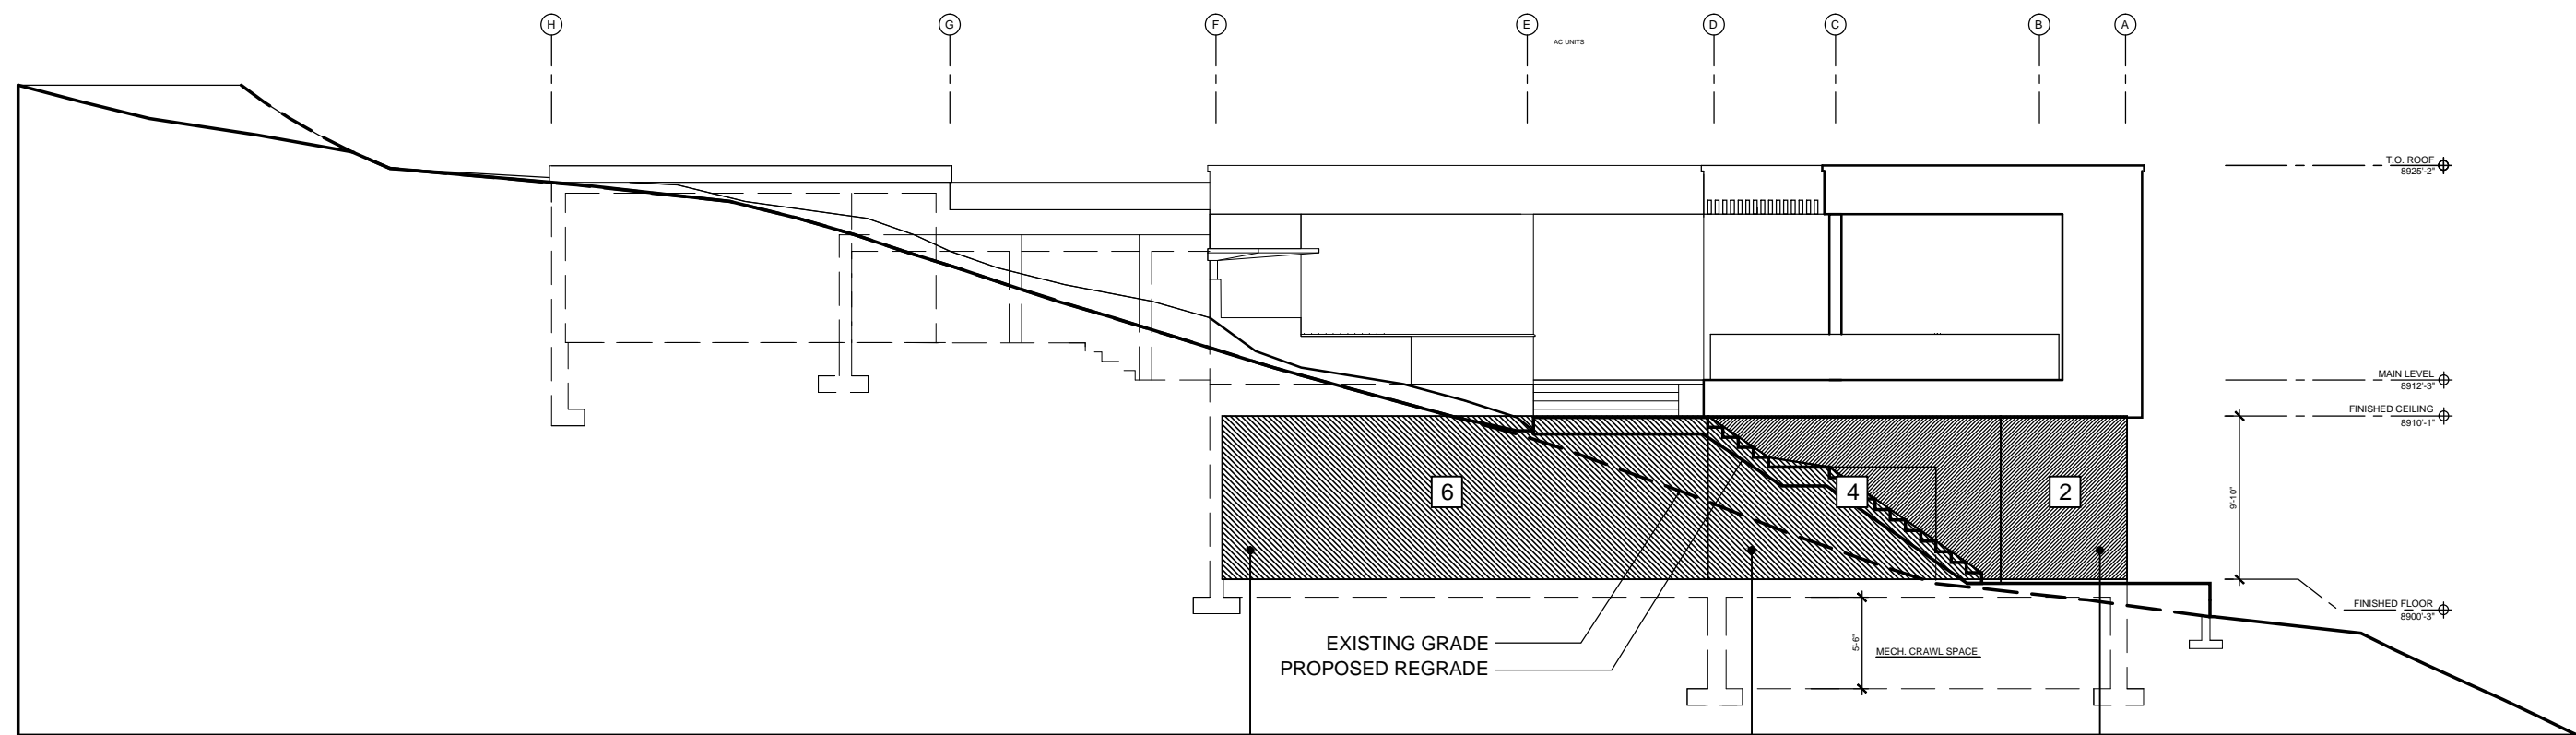 H
G
F
E
D
C
B
A
AC UNITS
T.O. ROOF
8925'-2"
MAIN LEVEL
8912'-3"
FINISHED CEILING
8910'-1"
9'-10"
6
4
2
FINISHED FLOOR
8900'-3"
EXISTING GRADE
PROPOSED REGRADE
5'-6"
MECH. CRAWL SPACE